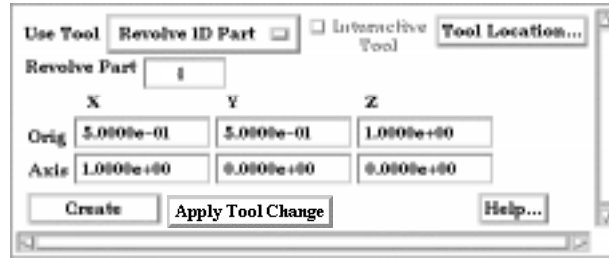 Use Tool Revolve 1D Part Interactive Tool Tool Location...
Revolve Part 1
X Y Z
Orig 5.0000e-01 5.0000e-01 1.0000e+00
Axis 1.0000e+00 0.0000e+00 0.0000e+00
Create Apply Tool Change Help...